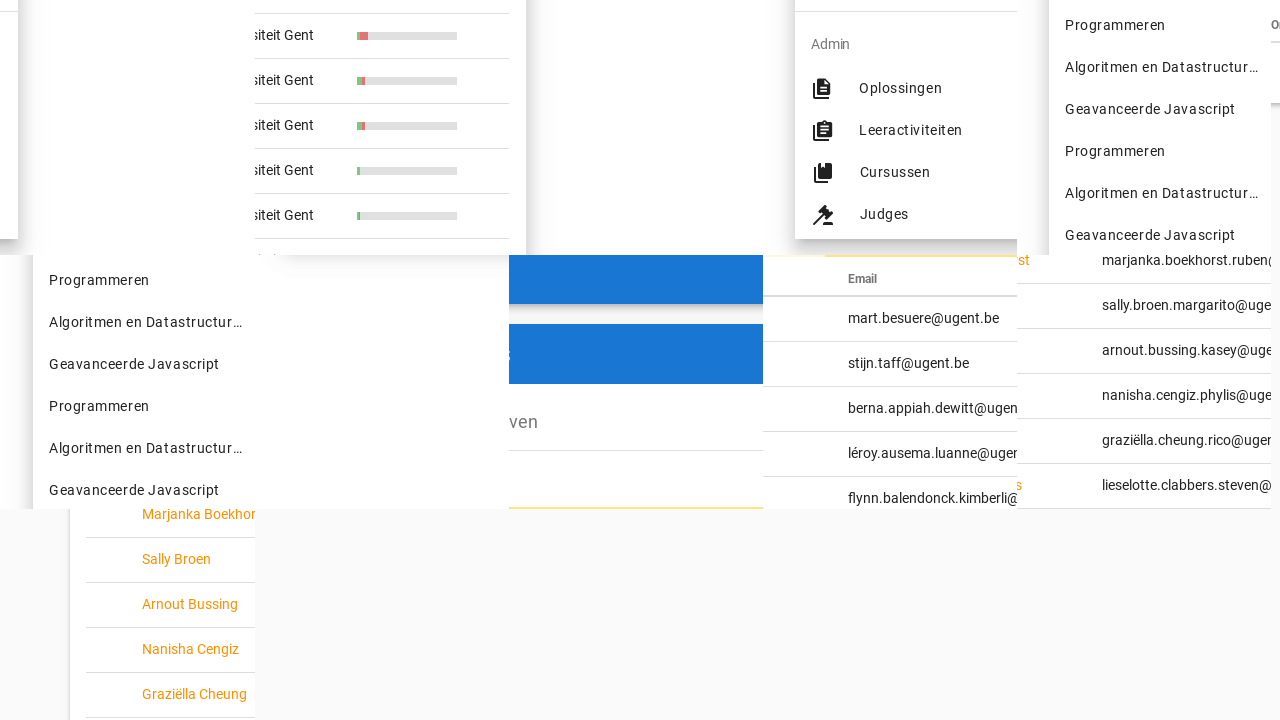 siteit Gent
siteit Gent
siteit Gent
siteit Gent
siteit Gent
Admin
Oplossingen
Leeractiviteiten
Cursussen
Judges
Programmeren
Algoritmen en Datastructur…
Geavanceerde Javascript
Programmeren
Algoritmen en Datastructur…
Geavanceerde Javascript
Programmeren
Algoritmen en Datastructur…
Geavanceerde Javascript
Programmeren
Algoritmen en Datastructur…
Geavanceerde Javascript
ven
Email
mart.besuere@ugent.be
stijn.taff@ugent.be
berna.appiah.dewitt@ugen
léroy.ausema.luanne@uger
flynn.balendonck.kimberli@
st
marjanka.boekhorst.ruben@
sally.broen.margarito@uge
arnout.bussing.kasey@uge
nanisha.cengiz.phylis@uge
graziëlla.cheung.rico@uger
s
lieselotte.clabbers.steven@
Marjanka Boekhor
Sally Broen
Arnout Bussing
Nanisha Cengiz
Graziëlla Cheung